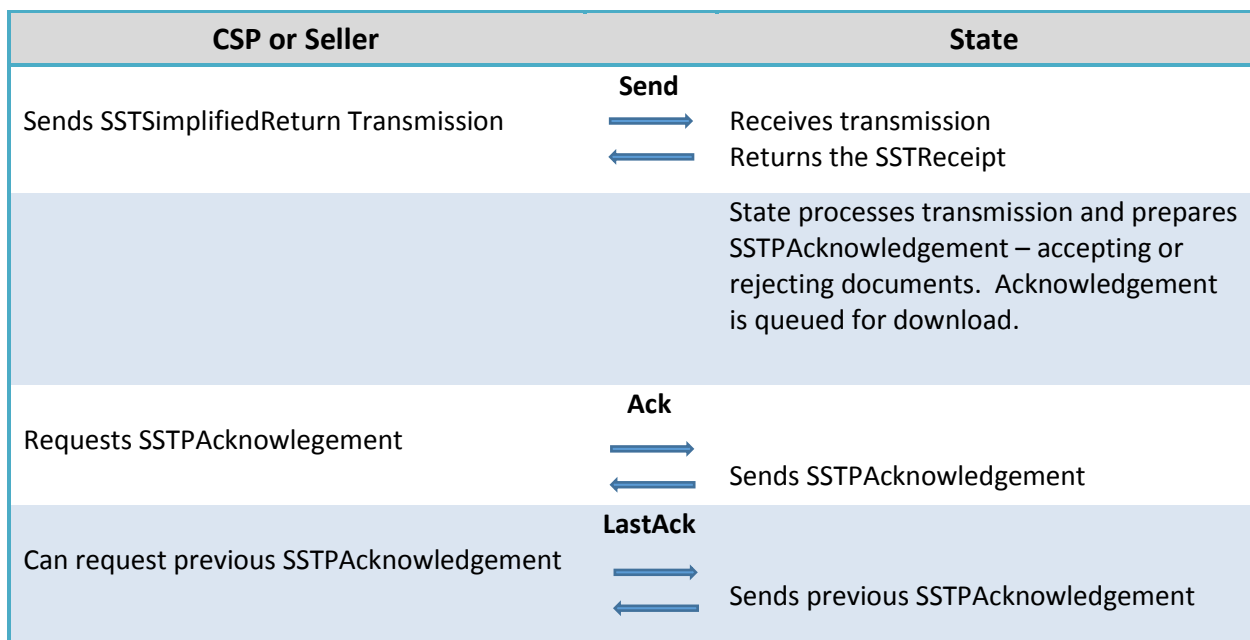 CSP or Seller State
Send
Sends SSTSimplifiedReturn Transmission Receives transmission
Returns the SSTReceipt
State processes transmission and prepares
SSTPAcknowledgement – accepting or
rejecting documents.  Acknowledgement
is queued for download.
Ack
Requests SSTPAcknowlegement
Sends SSTPAcknowledgement
LastAck
Can request previous SSTPAcknowledgement
Sends previous SSTPAcknowledgement